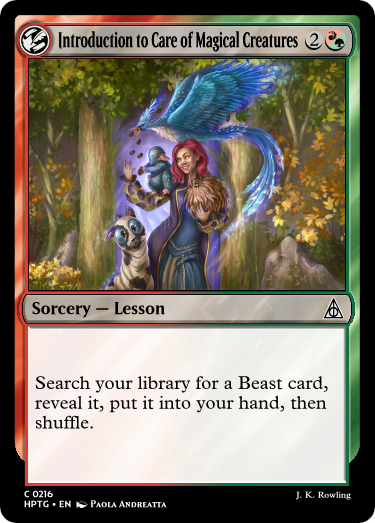 Introduction to Care of Magical Creatures 2
Sorcery — Lesson
Search your library for a Beast card,
reveal it, put it into your hand, then
shuffle.
C 0216
HPTG • EN Paola Andreatta
J. K. Rowling